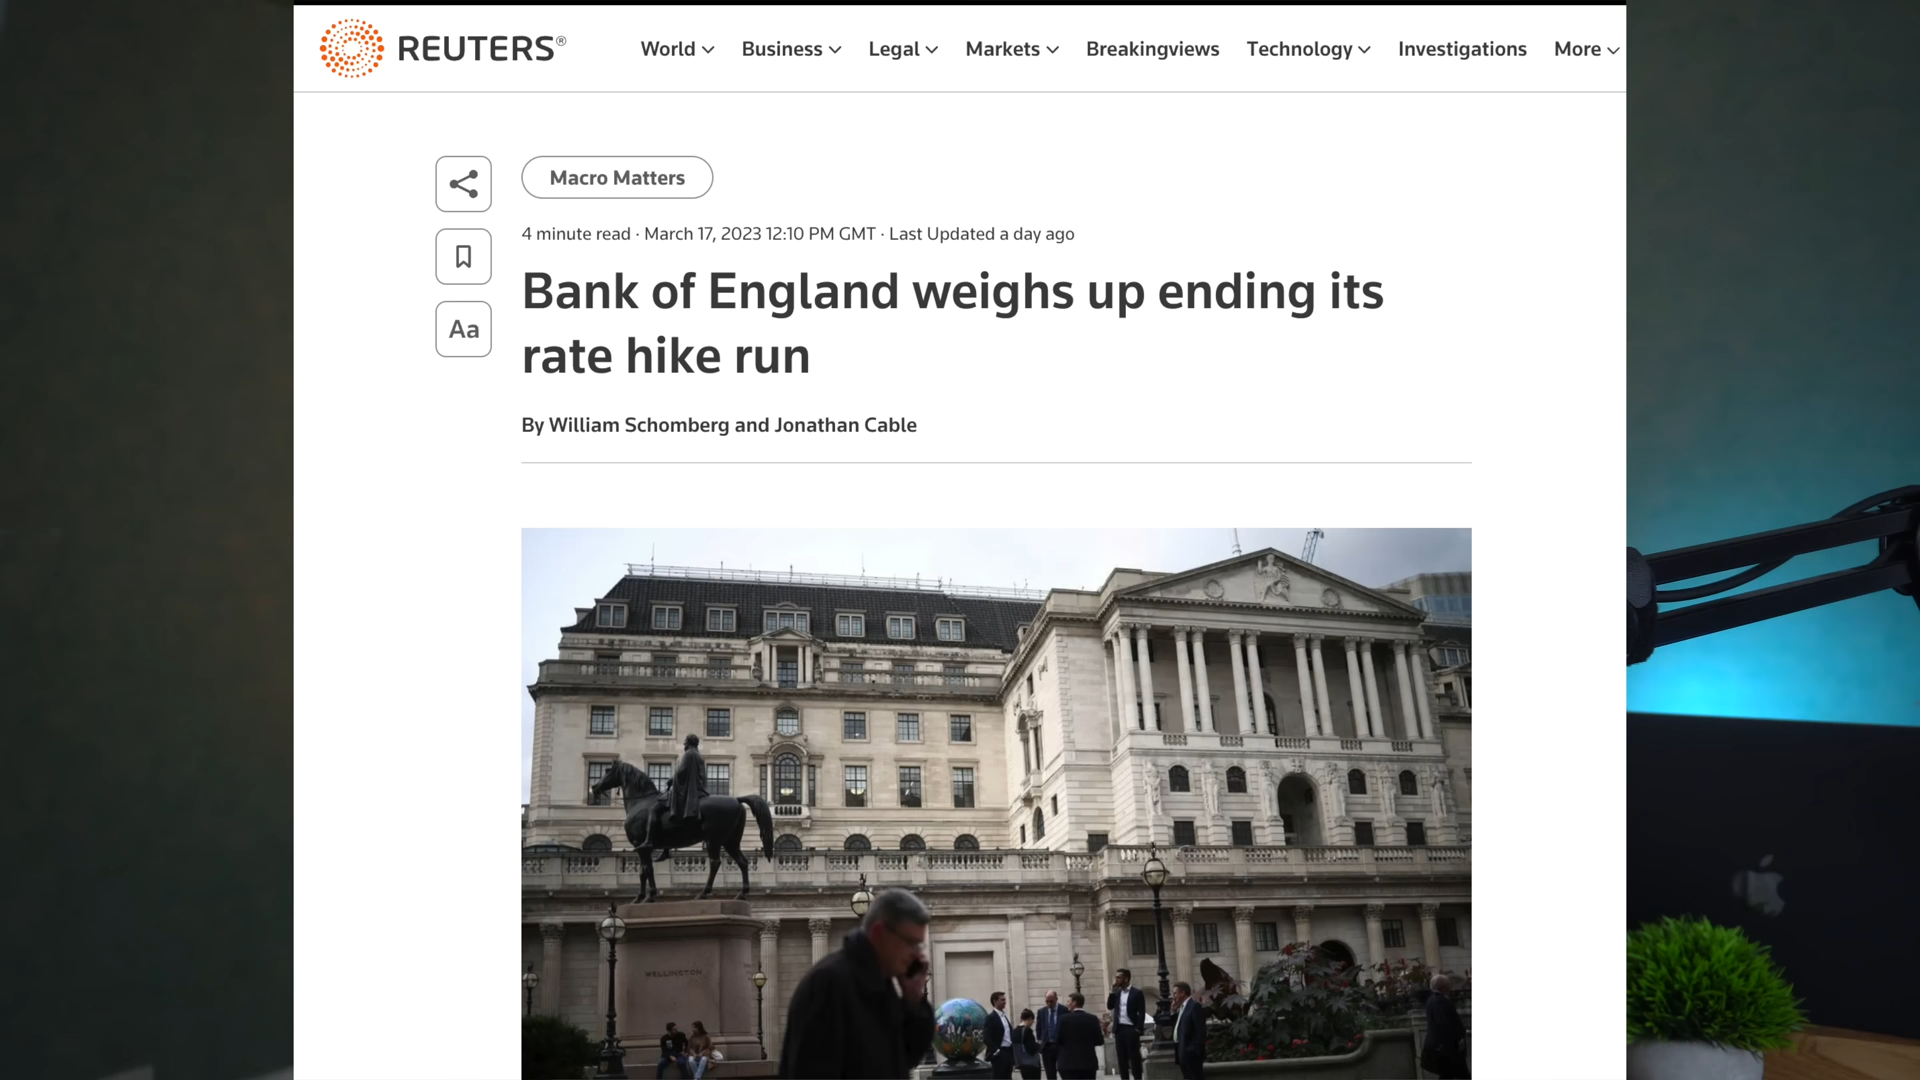 REUTERS®
World Business Legal Markets Breakingviews Technology Investigations More
Macro Matters
4 minute read · March 17, 2023 12:10 PM GMT · Last Updated a day ago
Aa
Bank of England weighs up ending its
rate hike run
By William Schomberg and Jonathan Cable
WELLINGTON